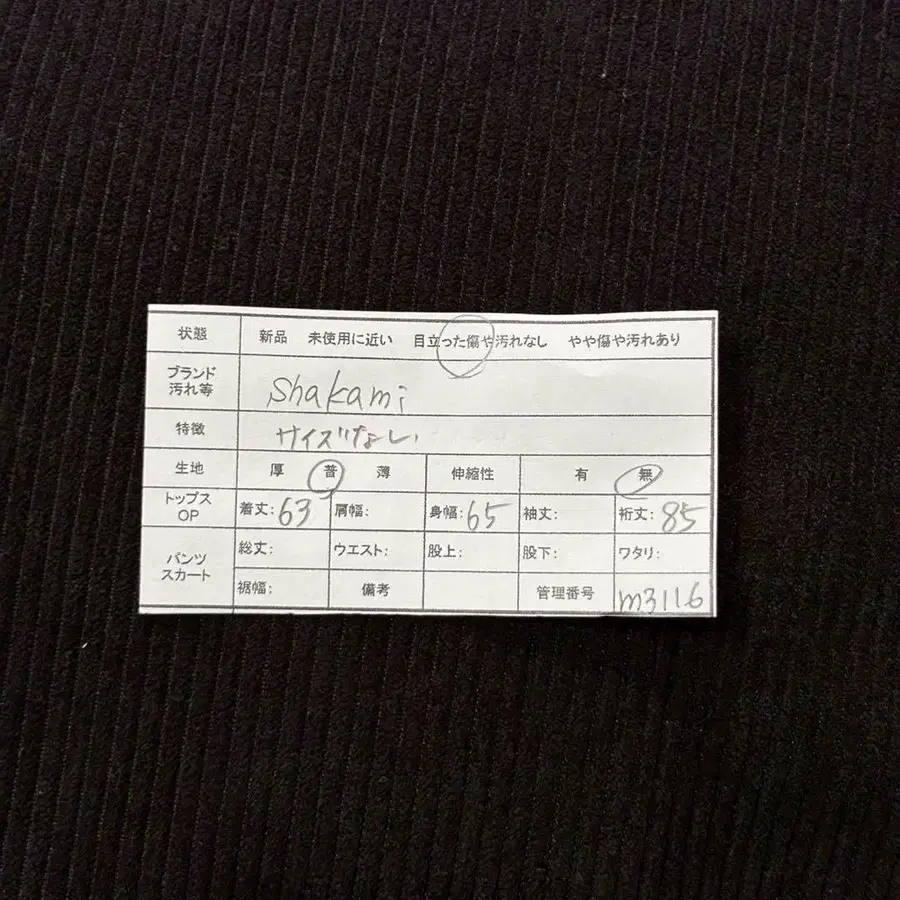 状態 新品 未使用に近い 目立った傷や汚れなし やや傷や汚れあり
ブランド
汚れ等 Shakami
特徴 サイズなし
生地 厚 普 薄 伸縮性 有 無
トップス
OP 着丈:63 肩幅: 身幅:65 袖丈: 裄丈:85
パンツ
スカート 総丈: ウエスト: 股上: 股下: ワタリ:
裾幅: 備考 管理番号 m3116